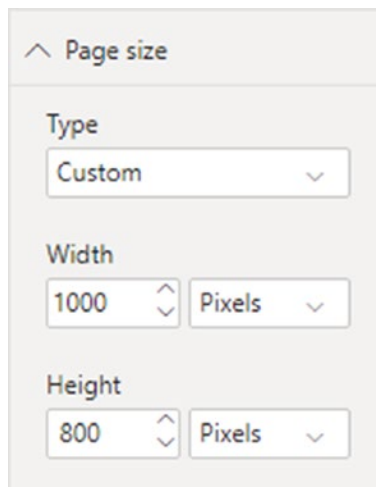 Page size
Type
Custom
Width
1000 Pixels
Height
800 Pixels